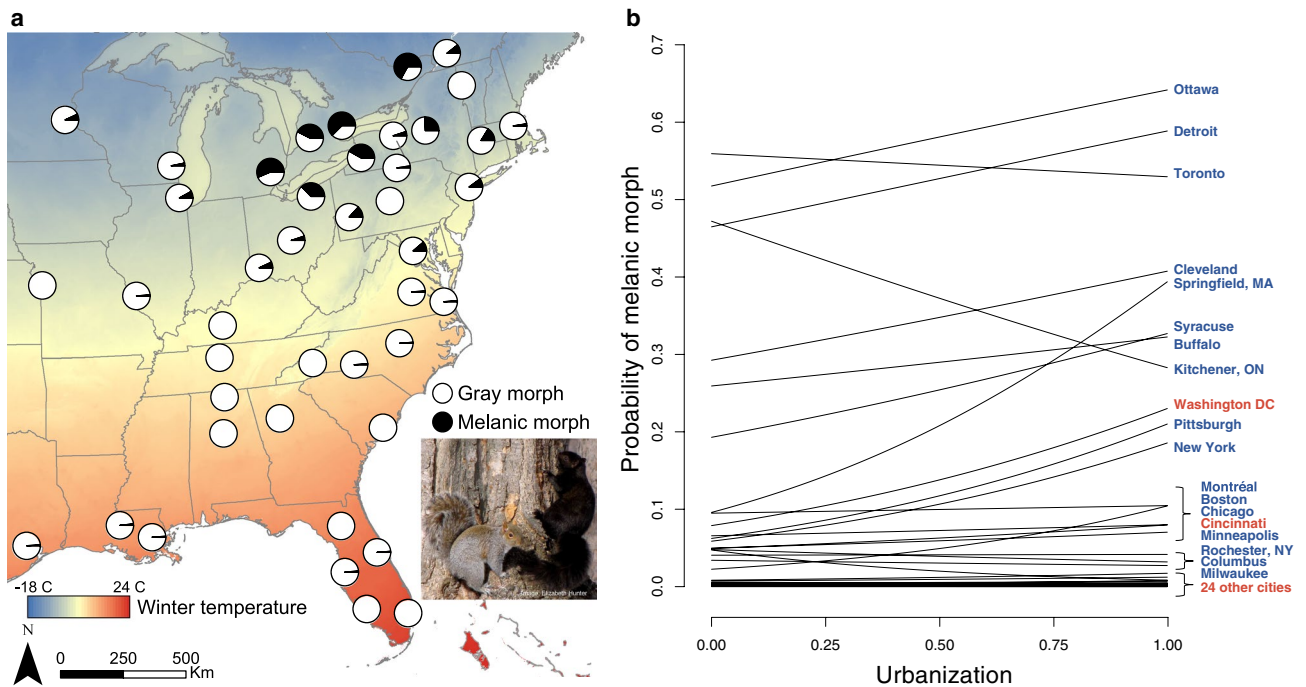 a
Gray morph
Melanic morph
Image: Elizabeth Hunter
-18 C 24 C
Winter temperature
N
0 250 500
Km
b
Probability of melanic morph
0.7
0.6
0.5
0.4
0.3
0.2
0.1
0.0
Ottawa
Detroit
Toronto
Cleveland
Springfield, MA
Syracuse
Buffalo
Kitchener, ON
Washington DC
Pittsburgh
New York
Montréal
Boston
Chicago
Cincinnati
Minneapolis
Rochester, NY
Columbus
Milwaukee
24 other cities
0.00 0.25 0.50 0.75 1.00
Urbanization